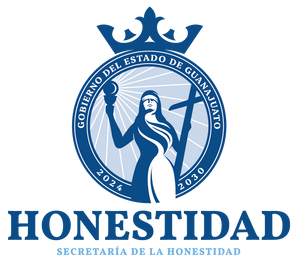 GOBIERNO DEL ESTADO DE GUANAJUATO
2024 2030
HONESTIDAD
SECRETARÍA DE LA HONESTIDAD